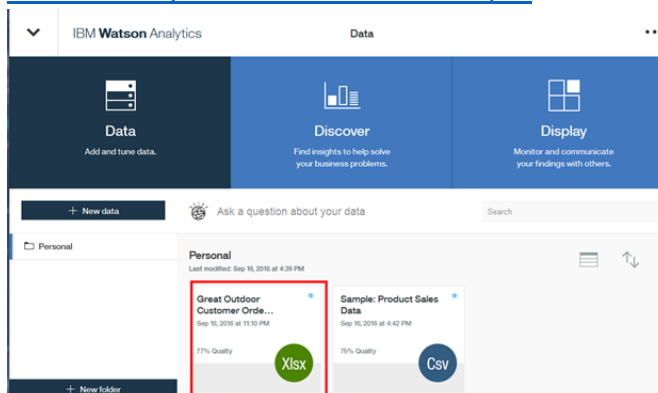 IBM Watson Analytics
Data
Data
Add and tune data.
Discover
Find insights to help solve
your business problems.
Display
Monitor and communicate
your findings with others.
+ New data
Ask a question about your data
Search
Personal
Personal
Last modified: Sep 16, 2016 at 4:39 PM
Great Outdoor
Customer Orde...
Sep 16, 2016 at 11:10 PM
77% Quality
Xlsx
Sample: Product Sales
Data
Sep 16, 2016 at 4:42 PM
76% Quality
Csv
+ New folder